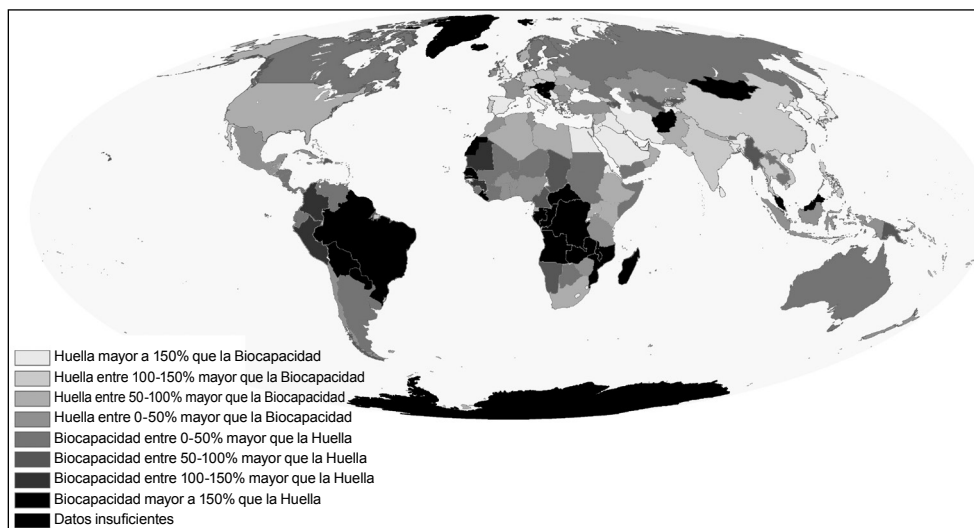 Huella mayor a 150% que la Biocapacidad
Huella entre 100-150% mayor que la Biocapacidad
Huella entre 50-100% mayor que la Biocapacidad
Huella entre 0-50% mayor que la Biocapacidad
Biocapacidad entre 0-50% mayor que la Huella
Biocapacidad entre 50-100% mayor que la Huella
Biocapacidad entre 100-150% mayor que la Huella
Biocapacidad mayor a 150% que la Huella
Datos insuficientes